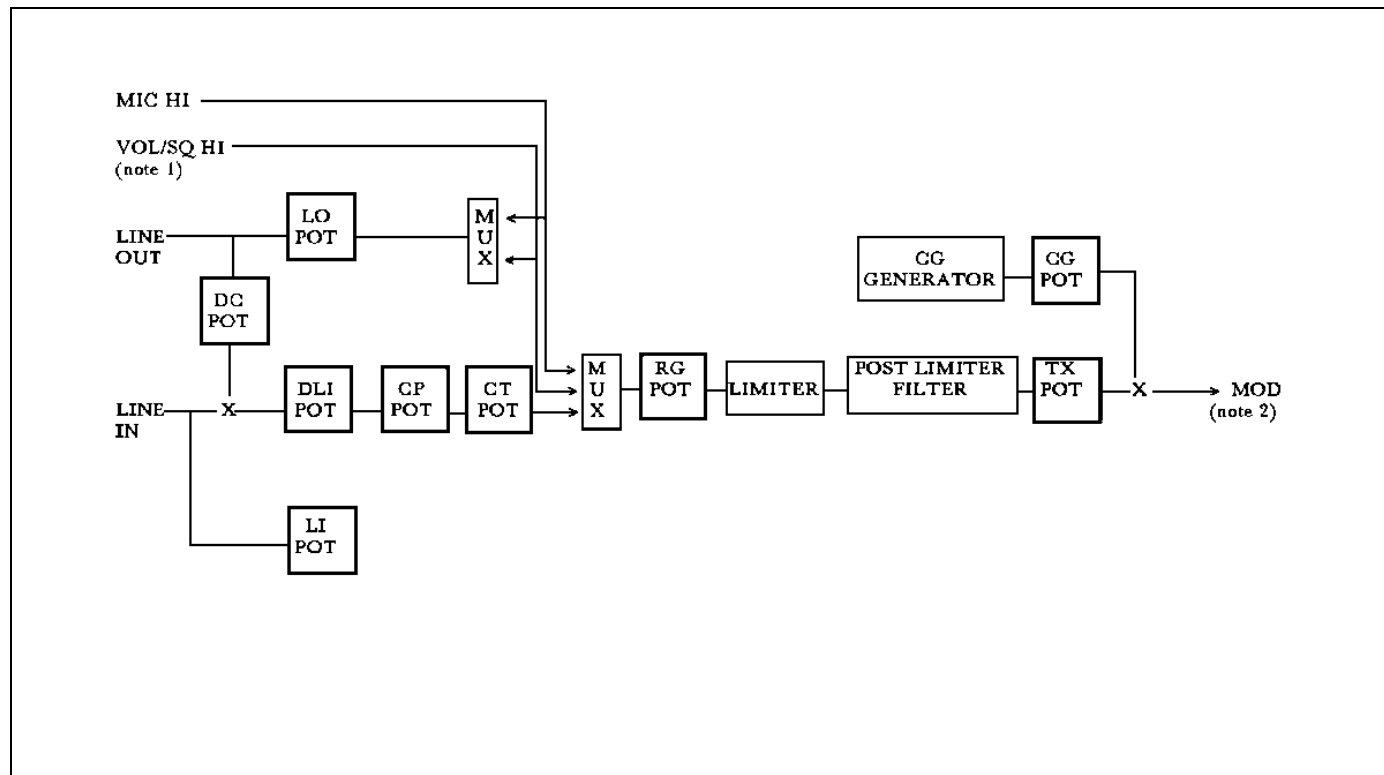 MIC HI
VOL/SQ HI
(note 1)
LO
POT
M
U
X
LINE
OUT
DC
POT
CG
GENERATOR
CG
POT
LINE
IN
X
DLI
POT
CP
POT
CT
POT
M
U
X
RG
POT
LIMITER
POST LIMITER
FILTER
TX
POT
X
MOD
(note 2)
LI
POT